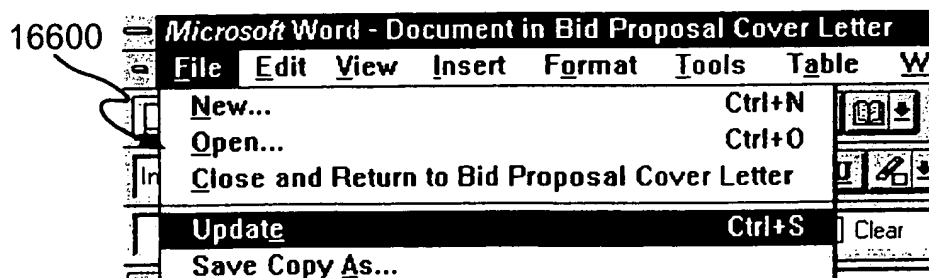 16600
Microsoft Word - Document in Bid Proposal Cover Letter
File Edit View Insert Format Tools Table W
New... Ctrl+N
Open... Ctrl+O
Close and Return to Bid Proposal Cover Letter
In
Update Ctrl+S Clear
Save Copy As...